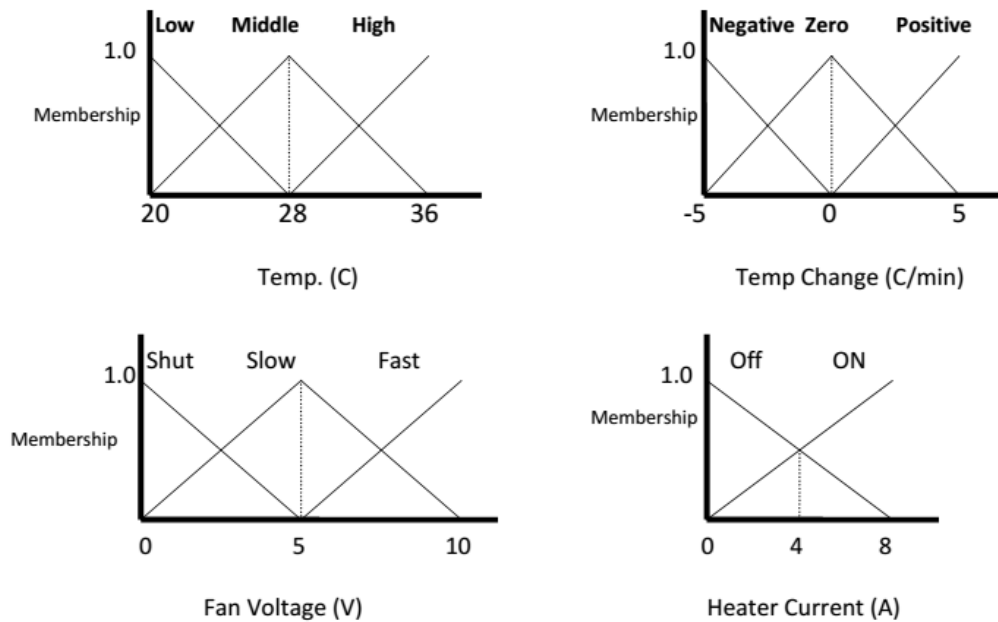 Low Middle High
1.0
Membership
20 28 36
Temp. (C)
Negative Zero Positive
1.0
Membership
-5 0 5
Temp Change (C/min)
Shut Slow Fast
1.0
Membership
0 5 10
Fan Voltage (V)
Off ON
1.0
Membership
0 4 8
Heater Current (A)